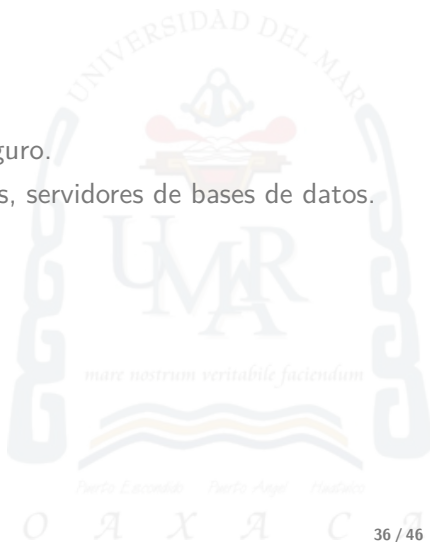 UNIVERSIDAD DEL MAR
guro.
s, servidores de bases de datos.
UMAR
mare nostrum veritabile faciendum
Puerto Escondido Puerto Angel Huatulco
O A X A C A
36 / 46